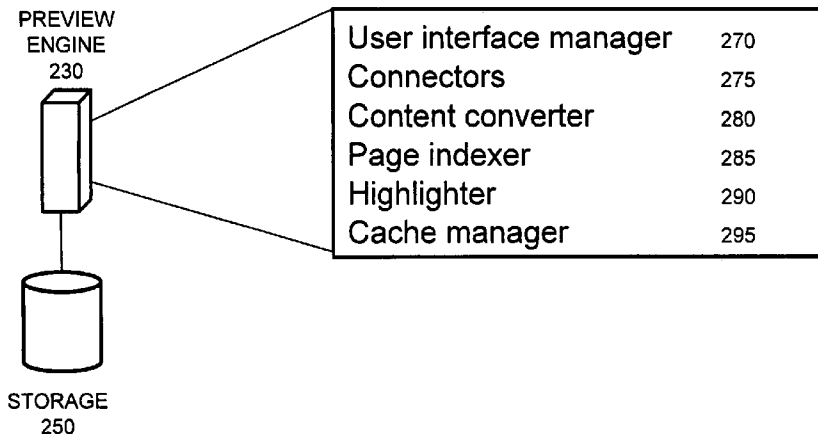 PREVIEW
ENGINE
230
User interface manager 270
Connectors 275
Content converter 280
Page indexer 285
Highlighter 290
Cache manager 295
STORAGE
250